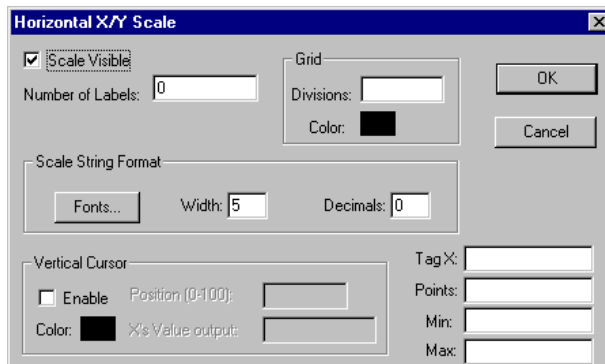 Horizontal X/Y Scale
Scale Visible
Number of Labels: 0
Grid
Divisions:
Color:
OK
Cancel
Scale String Format
Fonts...
Width: 5
Decimals: 0
Vertical Cursor
Enable
Position (0-100):
Color:
X's Value output:
Tag X:
Points:
Min:
Max: